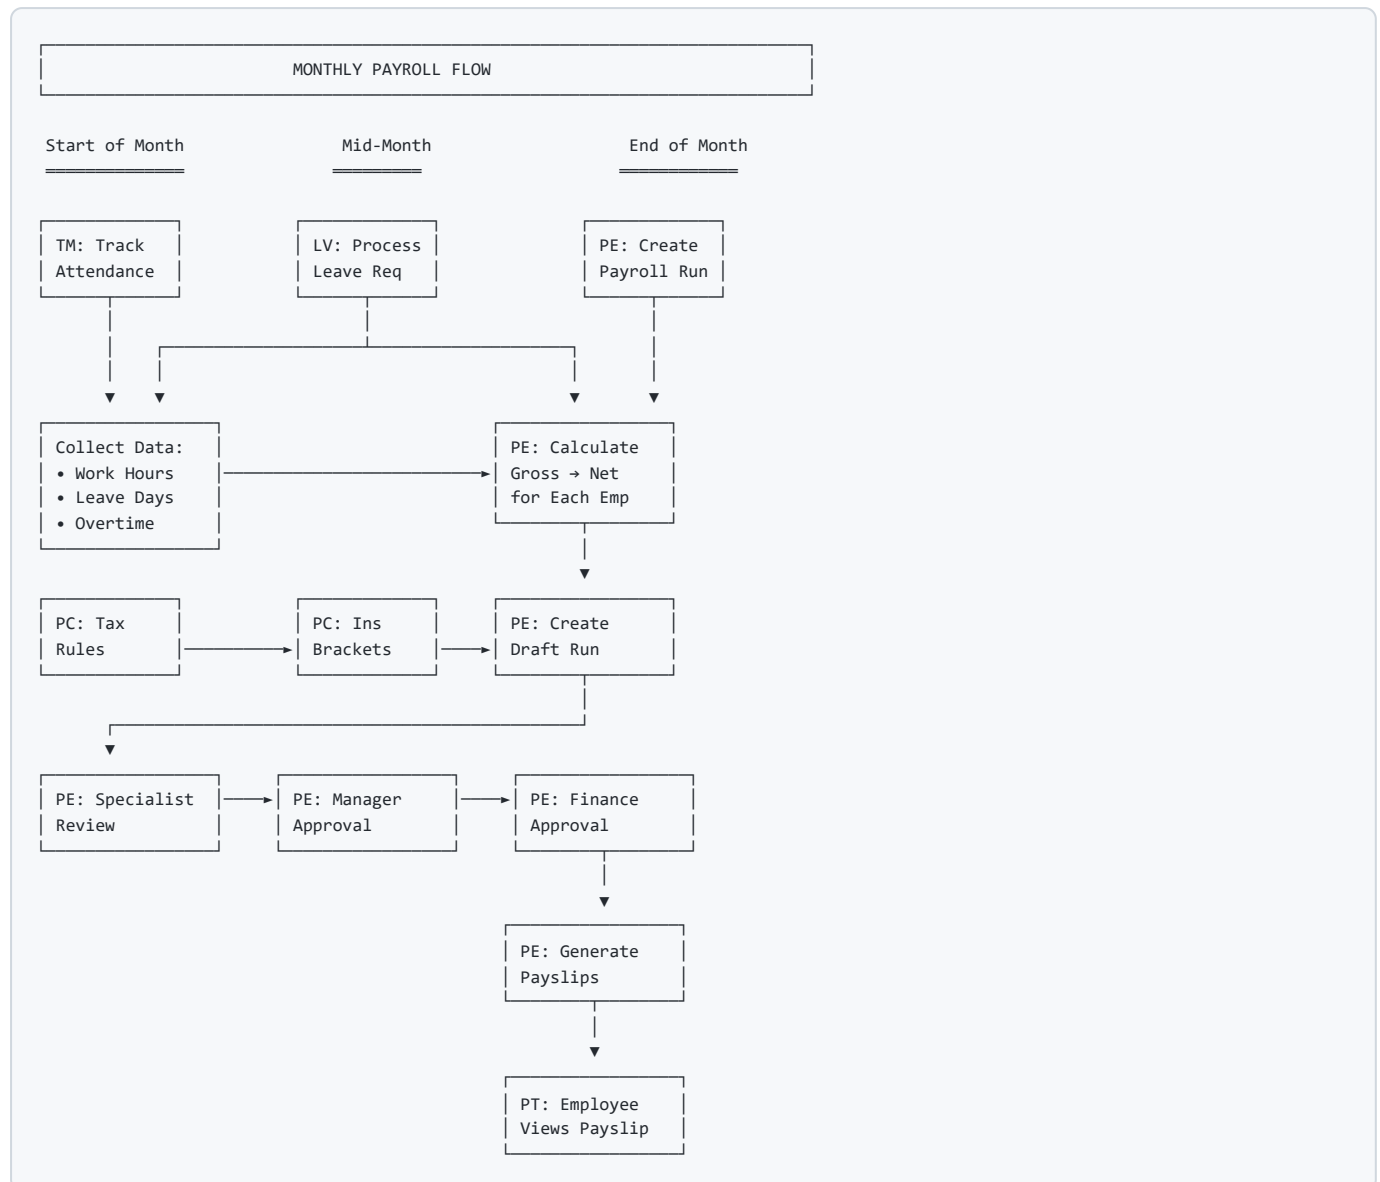 MONTHLY PAYROLL FLOW
Start of Month Mid-Month End of Month
TM: Track
Attendance
LV: Process
Leave Req
PE: Create
Payroll Run
Collect Data:
• Work Hours
• Leave Days
• Overtime
PE: Calculate
Gross → Net
for Each Emp
PC: Tax
Rules
PC: Ins
Brackets
PE: Create
Draft Run
PE: Specialist
Review
PE: Manager
Approval
PE: Finance
Approval
PE: Generate
Payslips
PT: Employee
Views Payslip